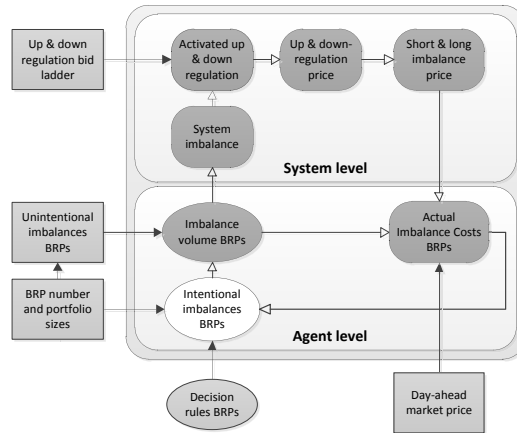 Up & down
regulation bid
ladder
Activated up
& down
regulation
Up & down-
regulation
price
Short & long
imbalance
price
System
imbalance
System level
Unintentional
imbalances
BRPs
Imbalance
volume BRPs
Actual
Imbalance Costs
BRPs
BRP number
and portfolio
sizes
Intentional
imbalances
BRPs
Agent level
Decision
rules BRPs
Day-ahead
market price